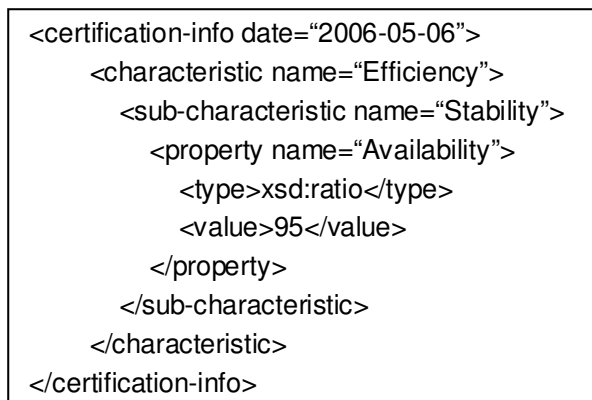 <certification-info date=“2006-05-06”>
<characteristic name=“Efficiency”>
<sub-characteristic name=“Stability”>
<property name=“Availability”>
<type>xsd:ratio</type>
<value>95</value>
</property>
</sub-characteristic>
</characteristic>
</certification-info>